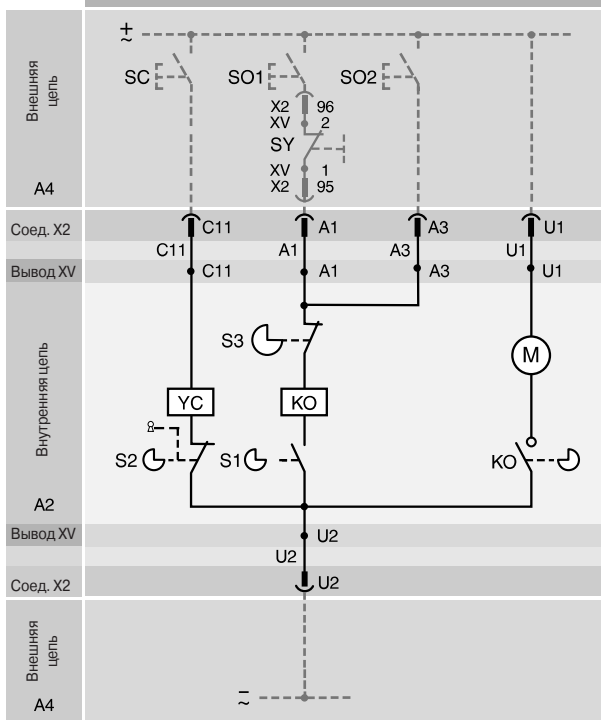 +
~
SC
SO1
SO2
X2 96
XV 2
SY
XV 1
X2 95
Внешняя
цепь
A4
Соед. X2
C11 A1 A3 U1
C11 A1 A3 U1
Вывод XV
C11 A1 A3 U1
S3
M
YC
KO
Внутренняя цепь
S2
S1
KO
A2
Вывод XV
U2
U2
Соед. X2
U2
Внешняя
цепь
A4
–
~